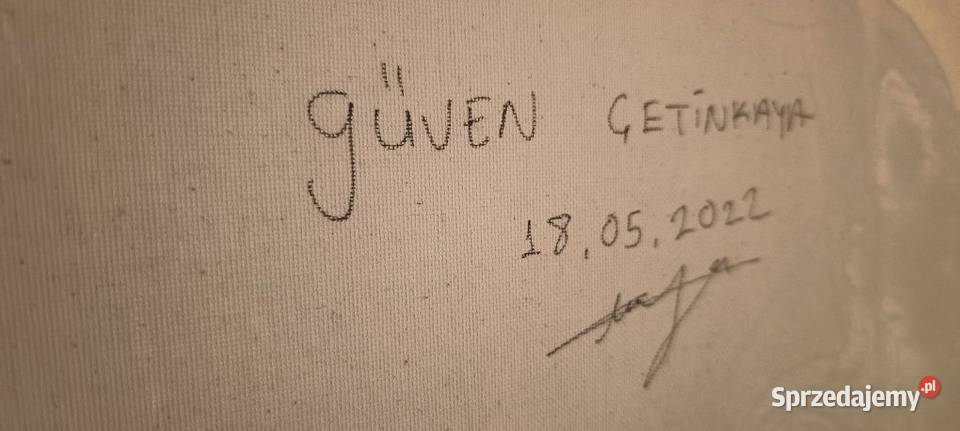 gÜVEN ÇETİNKAYA
18.05.2022
Sprzedajemy.pl